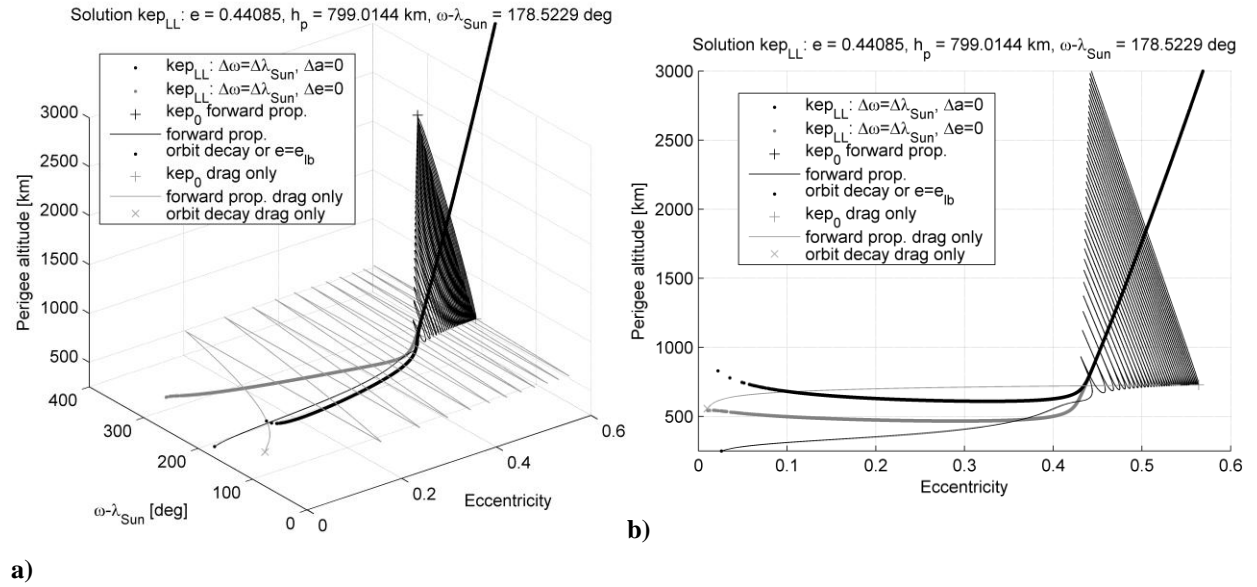 Solution kep_LL: e = 0.44085, h_p = 799.0144 km, ω-λ_Sun = 178.5229 deg
kep_LL: Δω=Δλ_Sun, Δa=0
kep_LL: Δω=Δλ_Sun, Δe=0
kep_0 forward prop.
forward prop.
orbit decay or e=e_lb
kep_0 drag only
forward prop. drag only
orbit decay drag only
Perigee altitude [km]
3000
2500
2000
1500
1000
500
400
300
200
100
0
ω-λ_Sun [deg]
0
0.2
0.4
0.6
Eccentricity
a)
Solution kep_LL: e = 0.44085, h_p = 799.0144 km, ω-λ_Sun = 178.5229 deg
kep_LL: Δω=Δλ_Sun, Δa=0
kep_LL: Δω=Δλ_Sun, Δe=0
kep_0 forward prop.
forward prop.
orbit decay or e=e_lb
kep_0 drag only
forward prop. drag only
orbit decay drag only
Perigee altitude [km]
3000
2500
2000
1500
1000
500
0
0.1
0.2
0.3
0.4
0.5
0.6
Eccentricity
b)